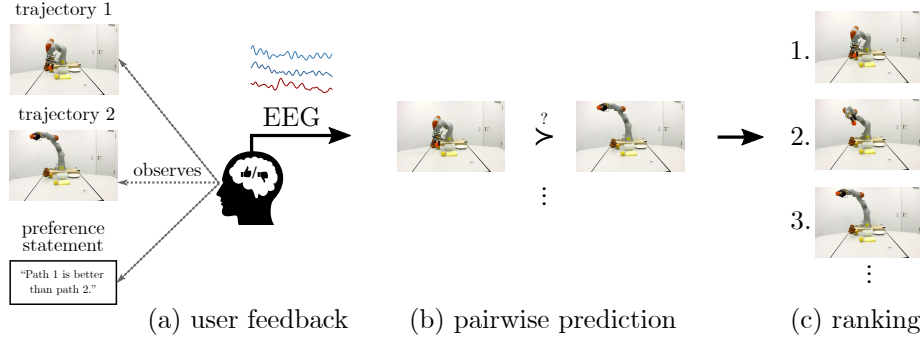 trajectory 1
trajectory 2
observes
preference
statement
“Path 1 is better
than path 2.”
EEG
(a) user feedback
?
≻
⋮
(b) pairwise prediction
1.
2.
3.
⋮
(c) ranking